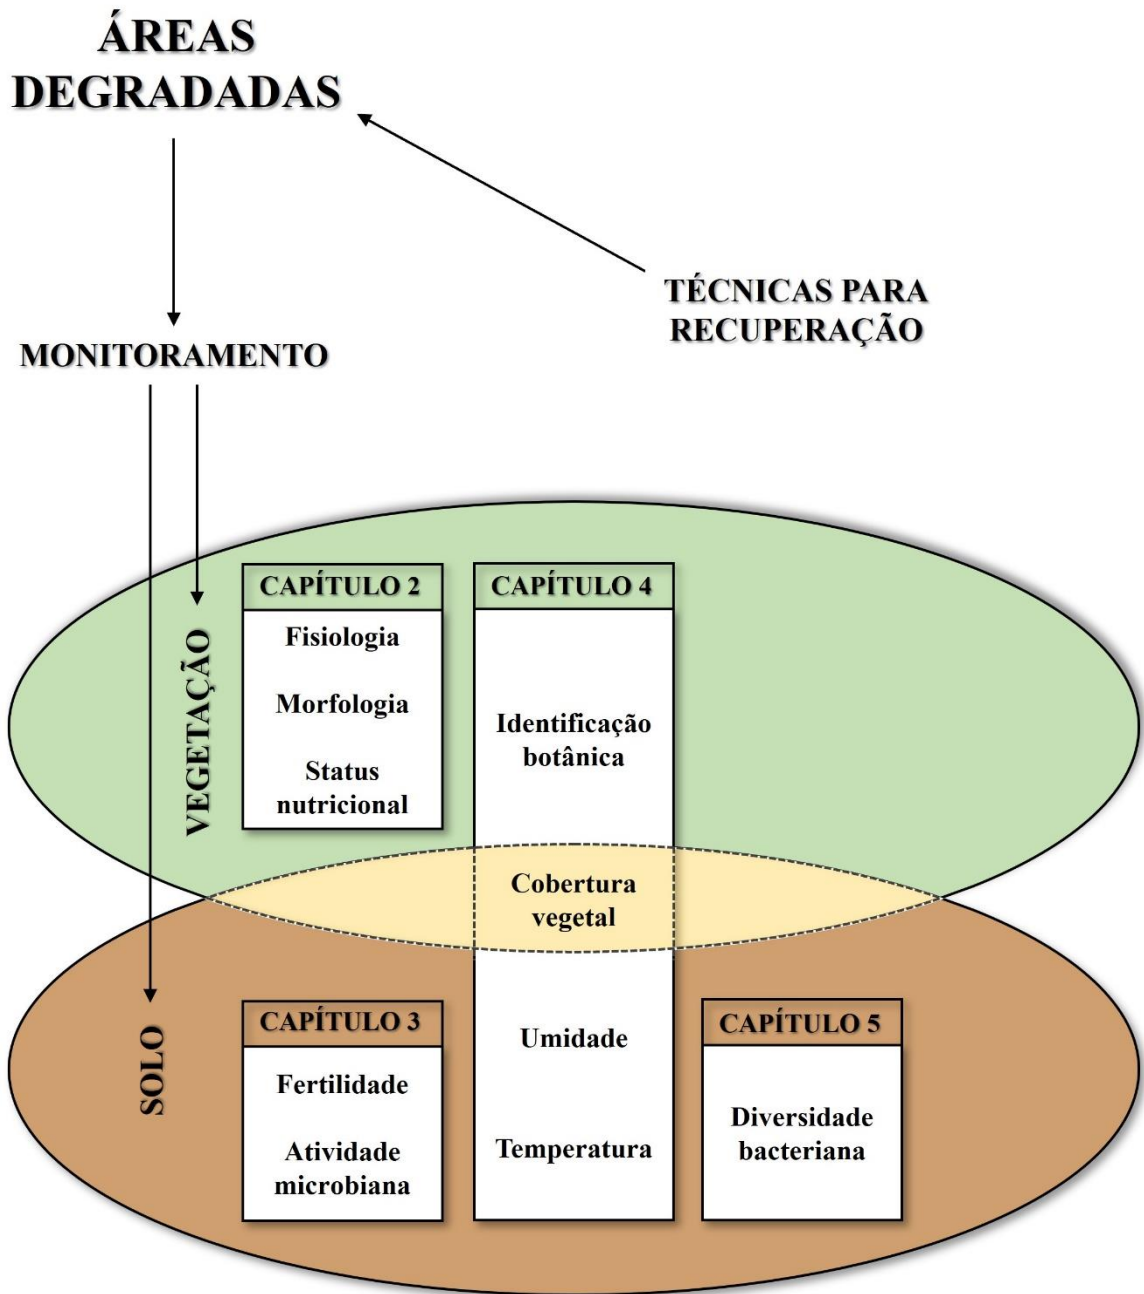 ÁREAS
DEGRADADAS
TÉCNICAS PARA
RECUPERAÇÃO
MONITORAMENTO
VEGETAÇÃO
CAPÍTULO 2
Fisiologia
Morfologia
Status
nutricional
CAPÍTULO 4
Identificação
botânica
Cobertura
vegetal
Umidade
Temperatura
SOLO
CAPÍTULO 3
Fertilidade
Atividade
microbiana
CAPÍTULO 5
Diversidade
bacteriana